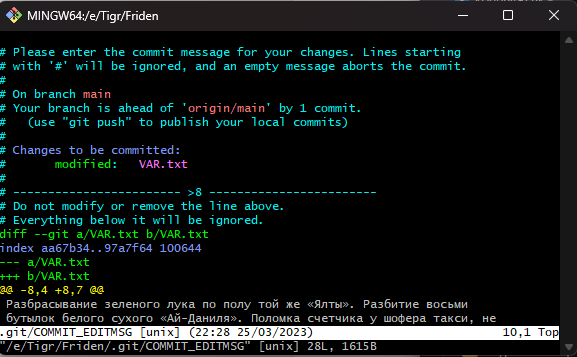 MINGW64:/e/Tigr/Friden
# Please enter the commit message for your changes. Lines starting
# with '#' will be ignored, and an empty message aborts the commit.
#
# On branch main
# Your branch is ahead of 'origin/main' by 1 commit.
#   (use "git push" to publish your local commits)
#
# Changes to be committed:
#       modified:   VAR.txt
#
# ------------------------ >8 ------------------------
# Do not modify or remove the line above.
# Everything below it will be ignored.
diff --git a/VAR.txt b/VAR.txt
index aa67b34..97a7f64 100644
--- a/VAR.txt
+++ b/VAR.txt
@@ -8,4 +8,7 @@
 Разбрасывание зеленого лука по полу той же «Ялты». Разбитие восьми
 бутылок белого сухого «Ай-Даниля». Поломка счетчика у шофера такси, не
.git/COMMIT_EDITMSG [unix] (22:28 25/03/2023) 10,1 Top
"/e/Tigr/Friden/.git/COMMIT_EDITMSG" [unix] 28L, 1615B